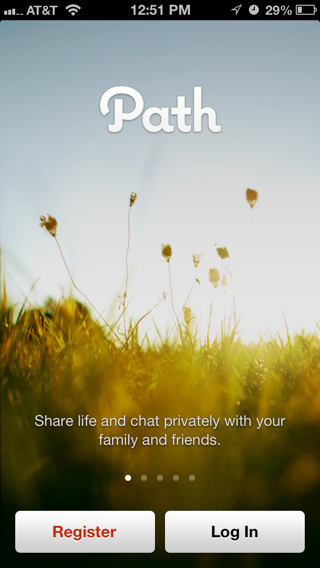 AT&T 12:51 PM 29%
Path
Share life and chat privately with your
family and friends.
Register Log In